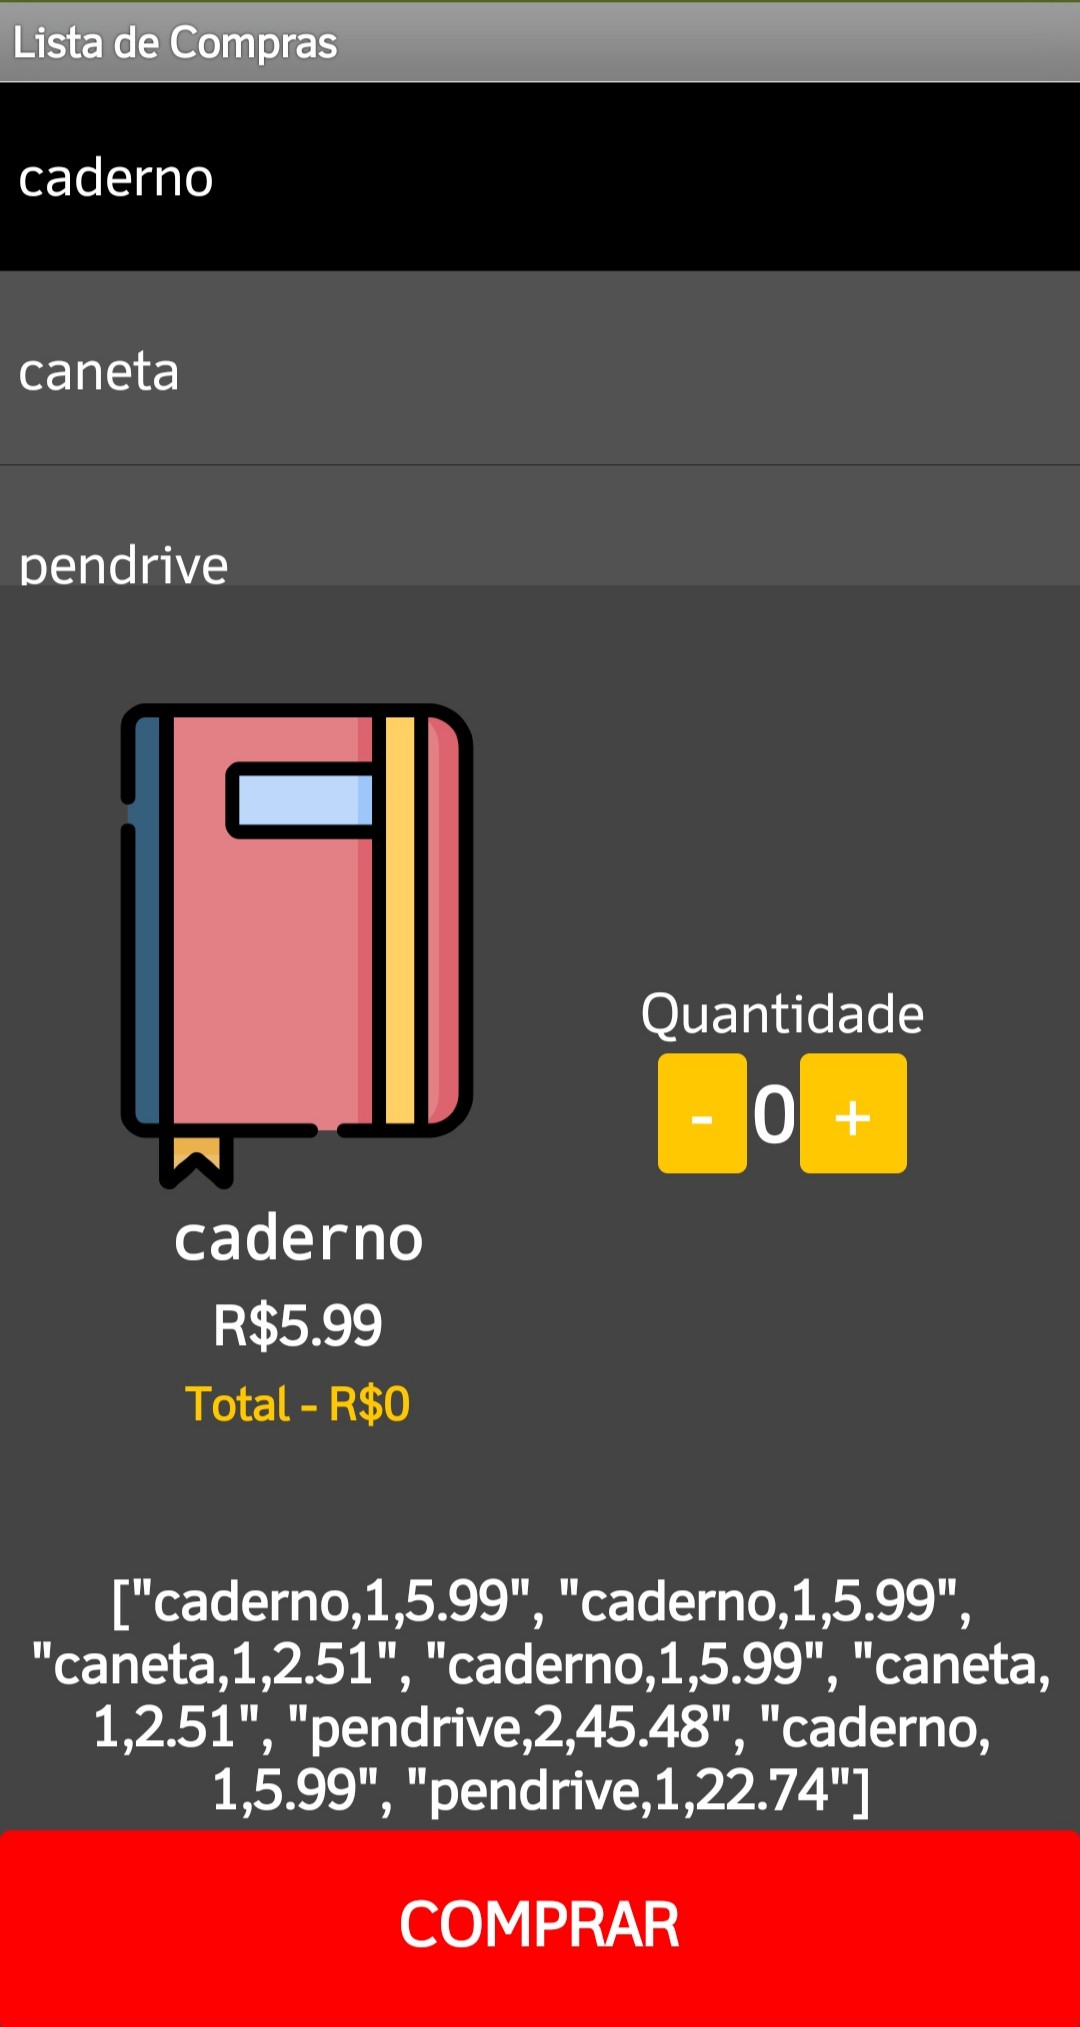 Lista de Compras
caderno
caneta
pendrive
Quantidade
- 0 +
caderno
R$5.99
Total - R$0
["caderno,1,5.99", "caderno,1,5.99",
"caneta,1,2.51", "caderno,1,5.99", "caneta,
1,2.51", "pendrive,2,45.48", "caderno,
1,5.99", "pendrive,1,22.74"]
COMPRAR